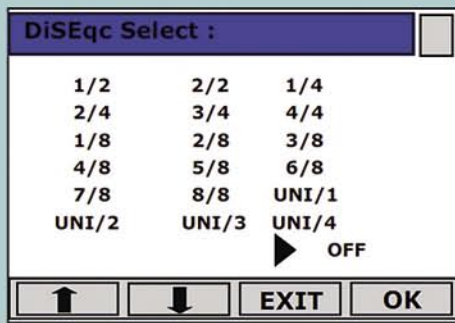 DiSEqc Select :
1/2 2/2 1/4
2/4 3/4 4/4
1/8 2/8 3/8
4/8 5/8 6/8
7/8 8/8 UNI/1
UNI/2 UNI/3 UNI/4
OFF
EXIT OK